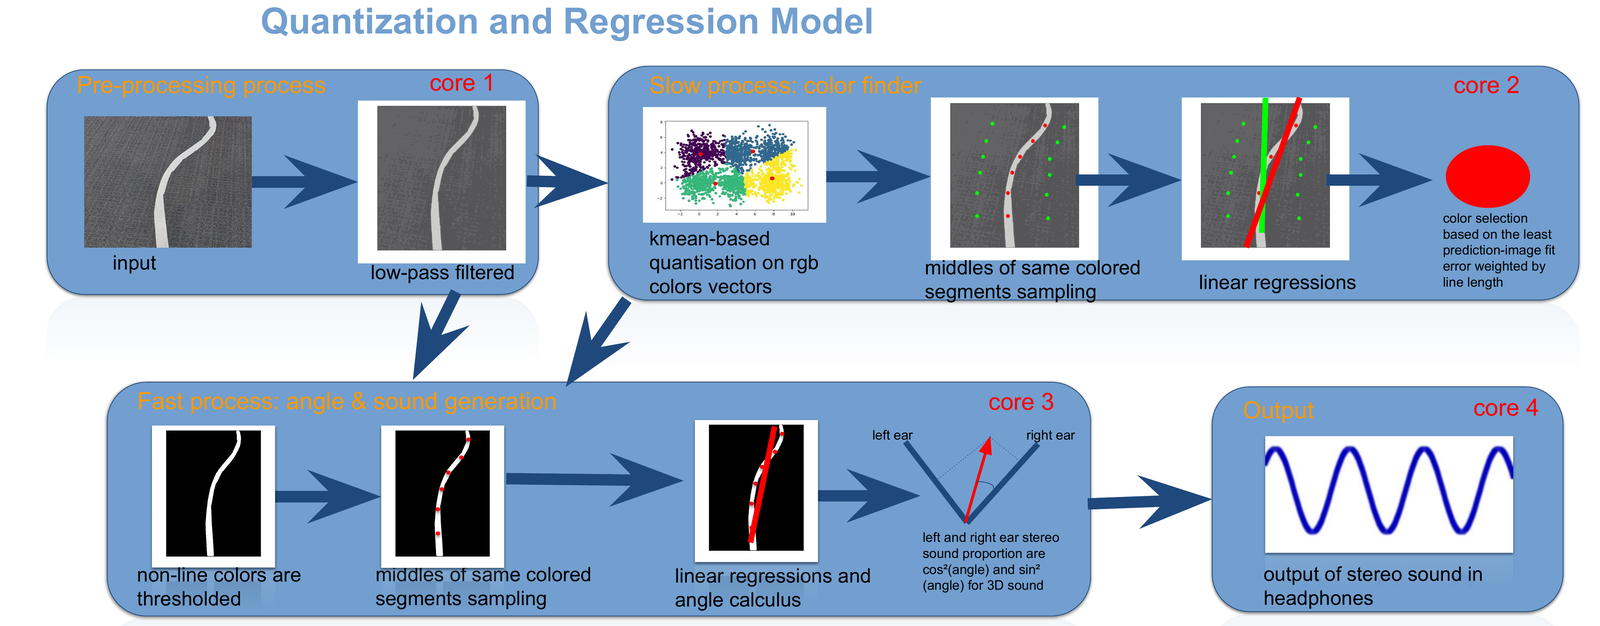 Quantization and Regression Model
Pre-processing process
core 1
input
low-pass filtered
Slow process: color finder
core 2
kmean-based
quantisation on rgb
colors vectors
middles of same colored
segments sampling
linear regressions
color selection
based on the least
prediction-image fit
error weighted by
line length
Fast process: angle & sound generation
core 3
non-line colors are
thresholded
middles of same colored
segments sampling
linear regressions and
angle calculus
left ear
right ear
left and right ear stereo
sound proportion are
cos²(angle) and sin²
(angle) for 3D sound
Output
core 4
output of stereo sound in
headphones